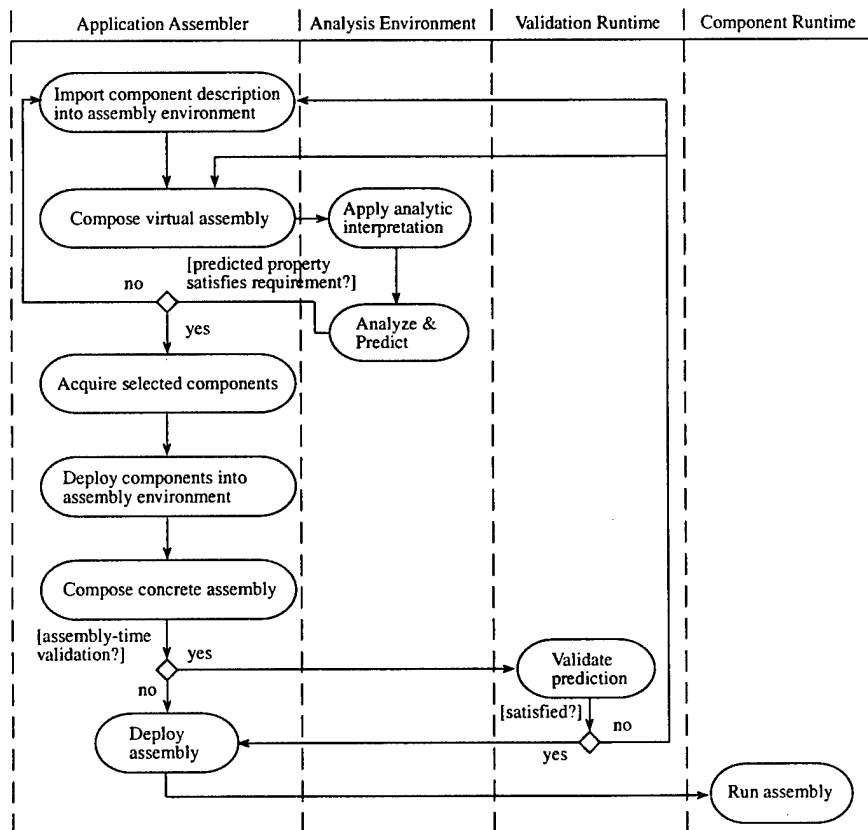 Application Assembler
Analysis Environment
Validation Runtime
Component Runtime
Import component description
into assembly environment
Compose virtual assembly
Apply analytic
interpretation
[predicted property
satisfies requirement?]
no
yes
Analyze &
Predict
Acquire selected components
Deploy components into
assembly environment
Compose concrete assembly
[assembly-time
validation?]
yes
no
Validate
prediction
[satisfied?]
no
yes
Deploy
assembly
Run assembly